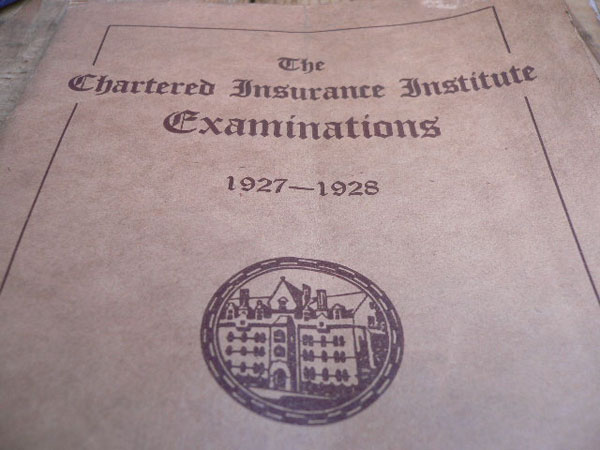 The
Chartered Insurance Institute
Examinations
1927—1928